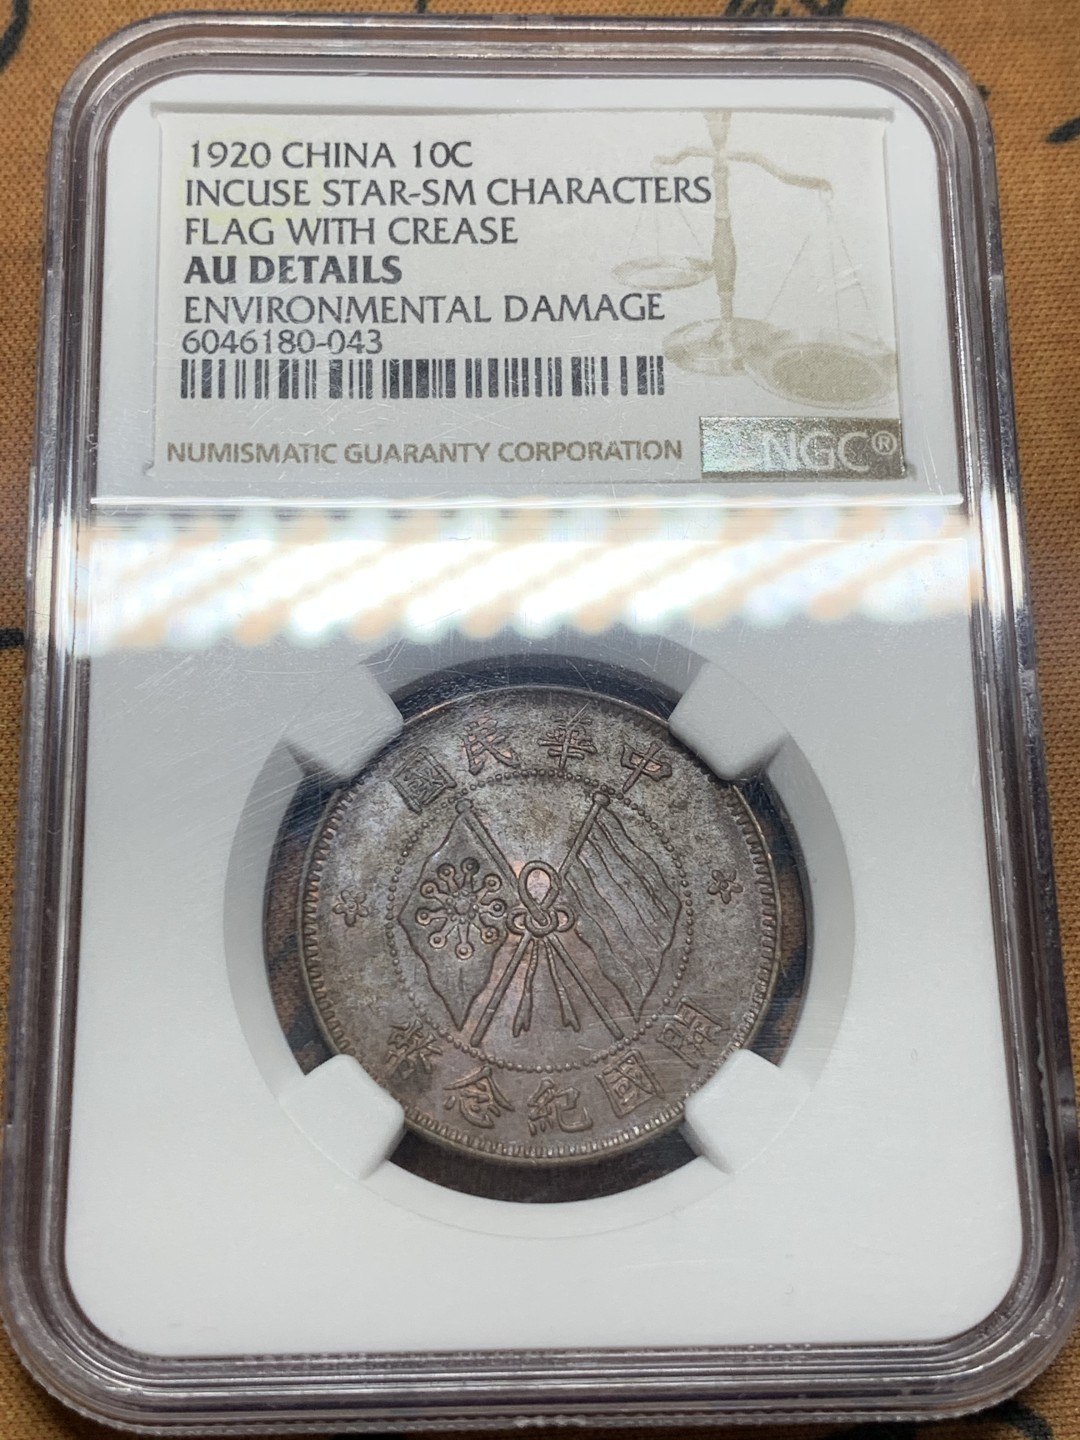 1920 CHINA 10C
INCUSE STAR-SM CHARACTERS
FLAG WITH CREASE
AU DETAILS
ENVIRONMENTAL DAMAGE
6046180-043
NUMISMATIC GUARANTY CORPORATION
NGC®
中華民國
開國紀念幣